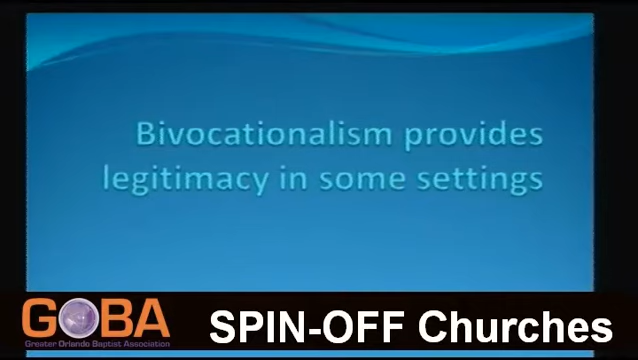 Bivocationalism provides
legitimacy in some settings
GOBA
Greater Orlando Baptist Association
SPIN-OFF Churches